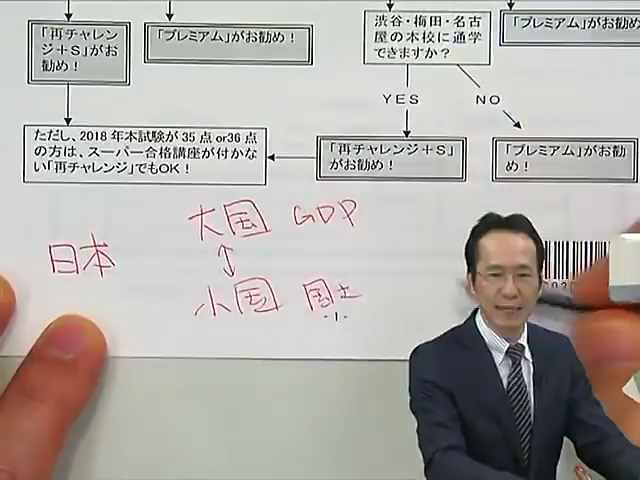 「再チャレン
ジ＋S」がお
勧め！
「プレミアム」がお勧め！
渋谷・梅田・名古
屋の本校に通学
できますか？
「プレミアム」がお勧め
YES
NO
ただし、2018 年本試験が 35 点 or36 点
の方は、スーパー合格講座が付かな
い「再チャレンジ」でもOK！
「再チャレンジ＋S」
がお勧め！
「プレミアム」がお勧
め！
大国 GDP
日本
↕
小国 国土